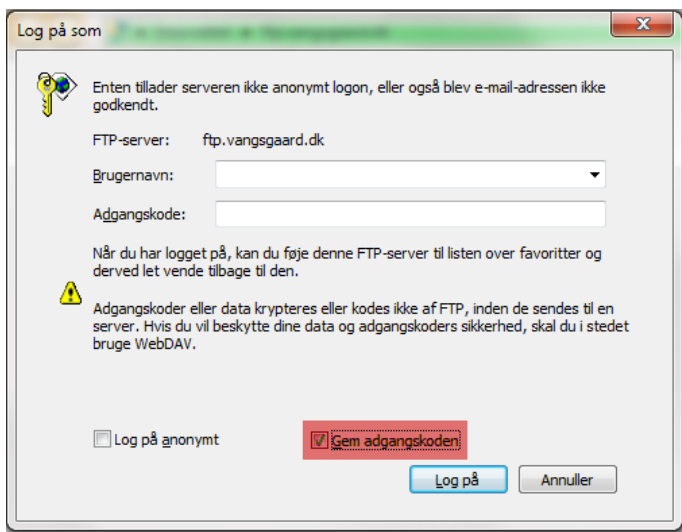 Log på som
Enten tillader serveren ikke anonymt logon, eller også blev e-mail-adressen ikke
godkendt.
FTP-server: ftp.vangsgaard.dk
Brugernavn:
Adgangskode:
Når du har logget på, kan du føje denne FTP-server til listen over favoritter og
derved let vende tilbage til den.
Adgangskoder eller data krypteres eller kodes ikke af FTP, inden de sendes til en
server. Hvis du vil beskytte dine data og adgangskoders sikkerhed, skal du i stedet
bruge WebDAV.
Log på anonymt
Gem adgangskoden
Log på
Annuller